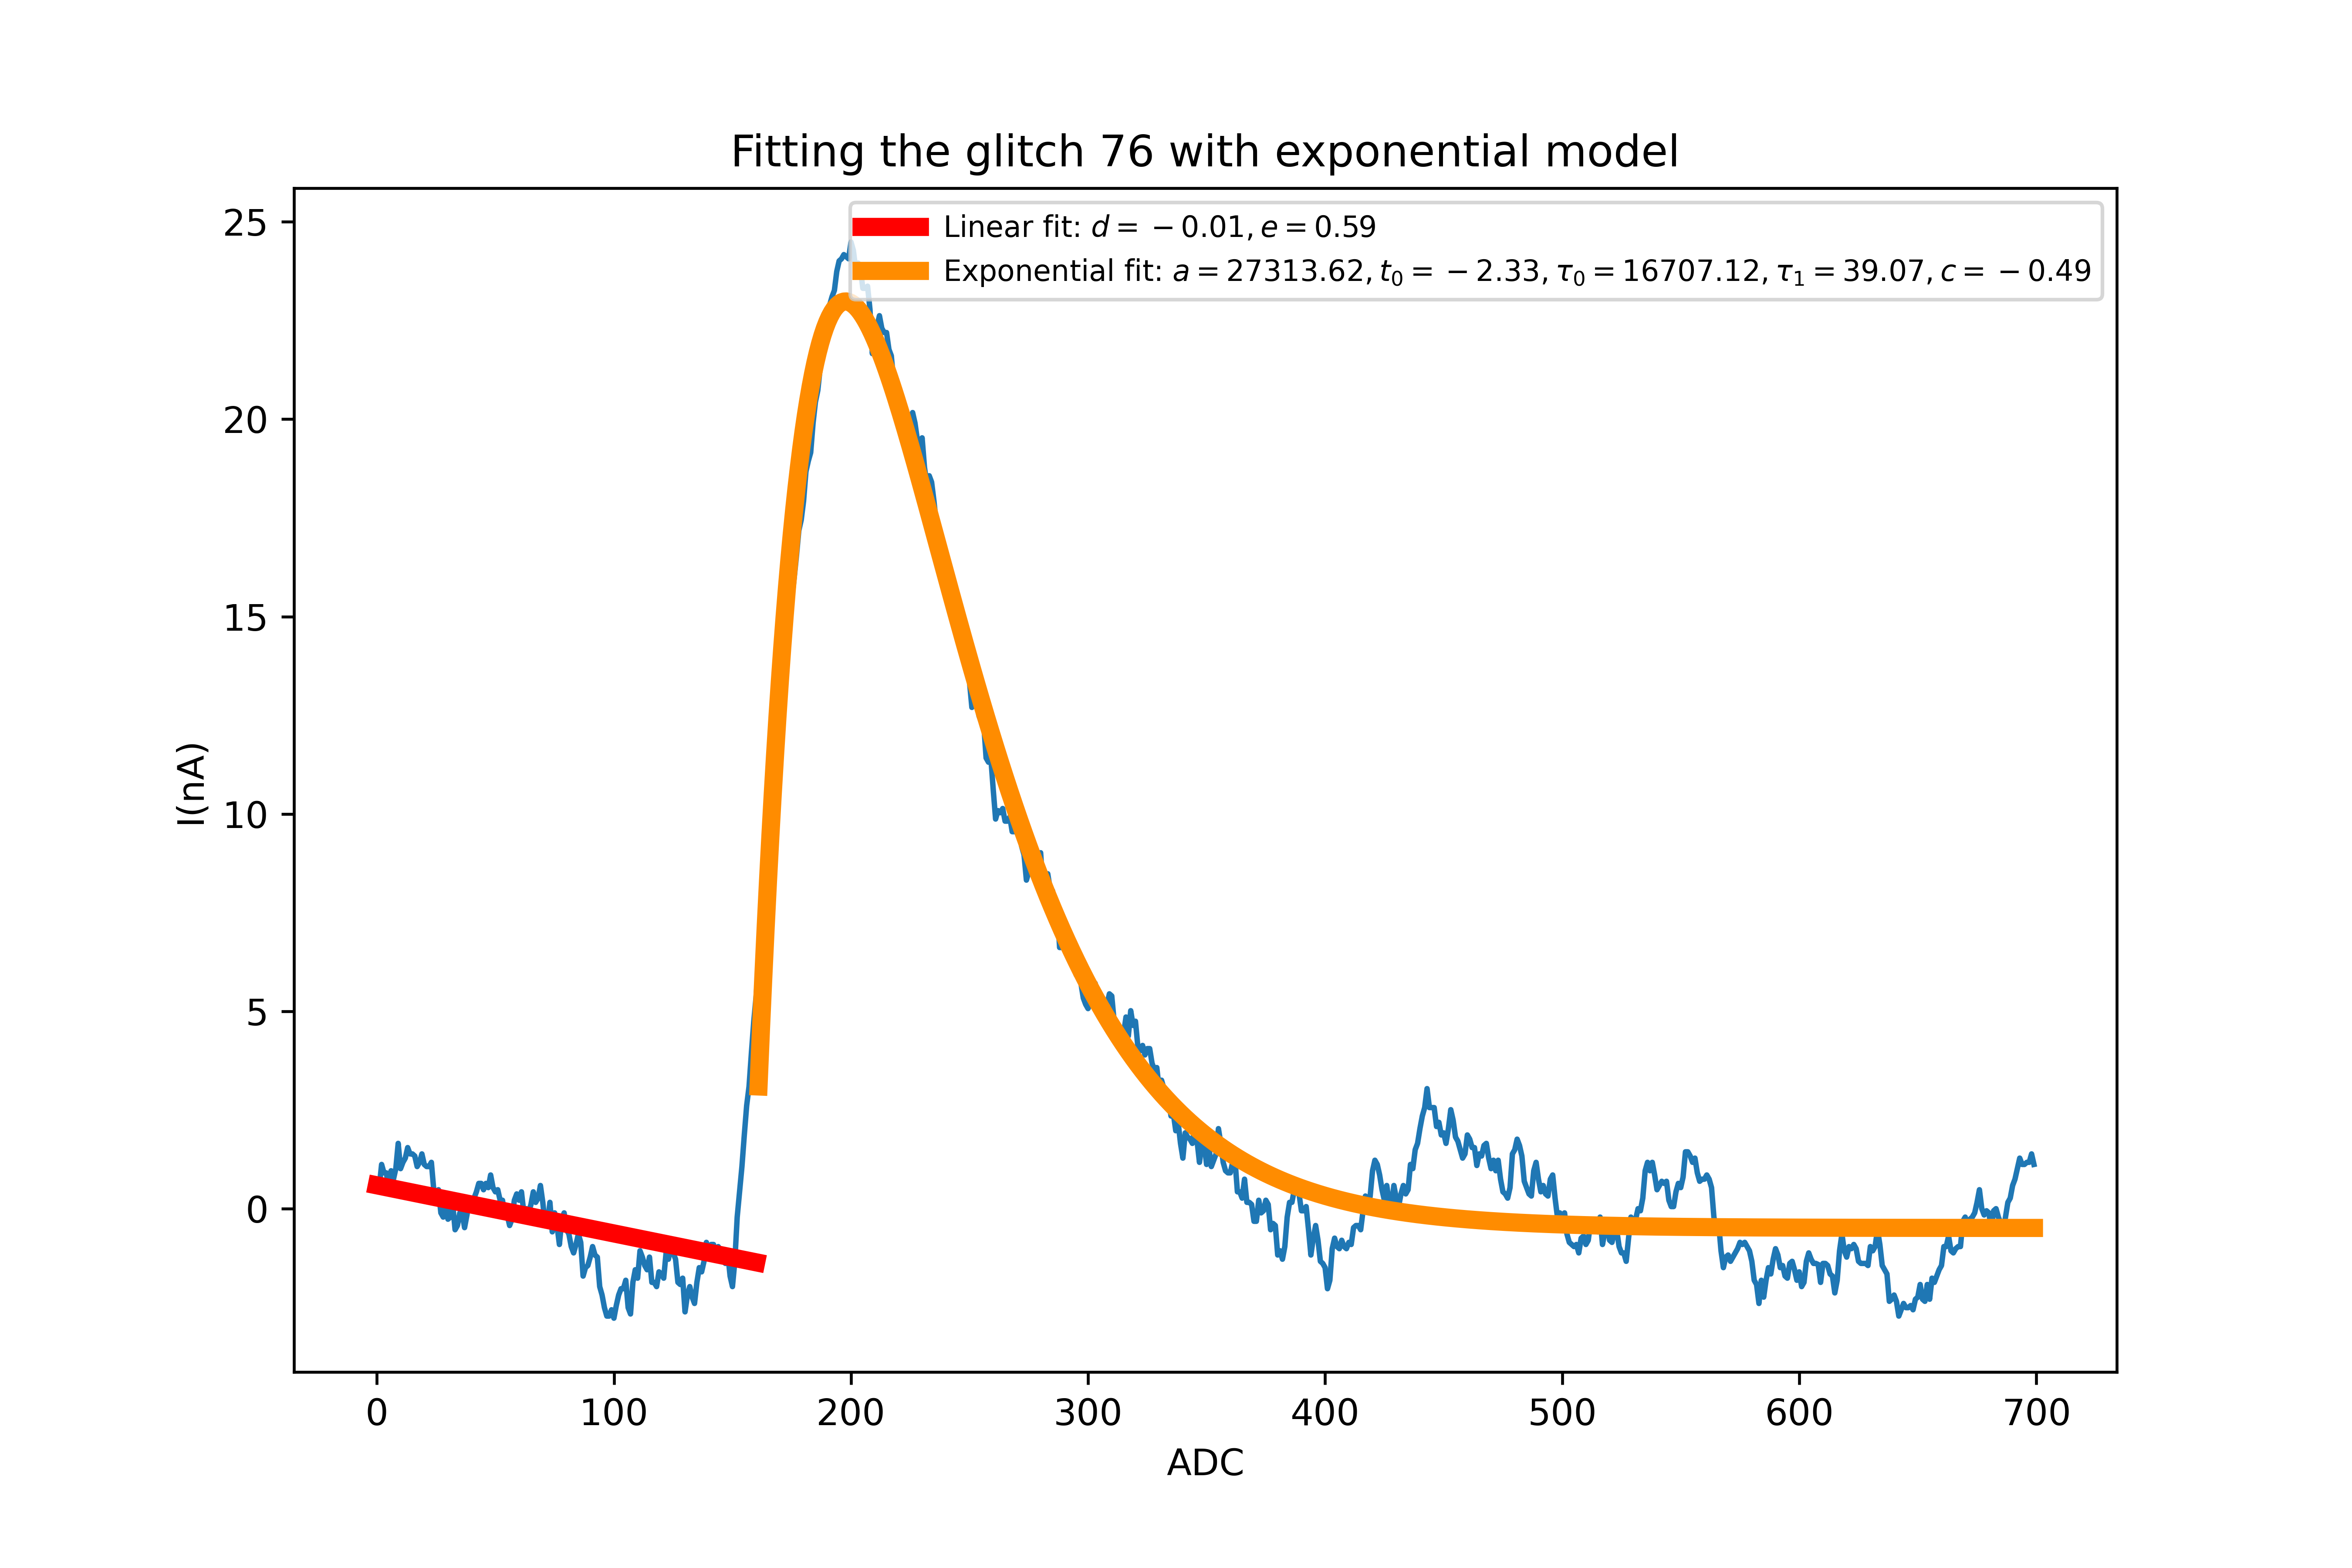 Fitting the glitch 76 with exponential model
Linear fit: d = −0.01, e = 0.59
Exponential fit: a = 27313.62, t₀ = −2.33, τ₀ = 16707.12, τ₁ = 39.07, c = −0.49
I(nA)
25
20
15
10
5
0
0 100 200 300 400 500 600 700
ADC